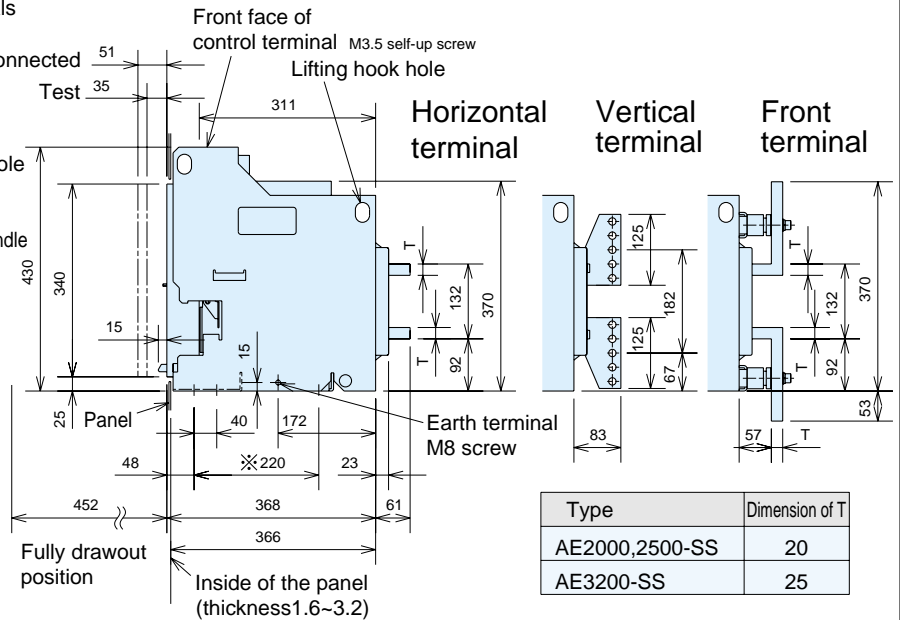 ls
Front face of
control terminal M3.5 self-up screw
Lifting hook hole
onnected 51
Test 35
311
Horizontal
terminal
Vertical
terminal
Front
terminal
ole
ndle
430
340
15
25
Panel
15
40
172
48
※220
23
452
368
61
366
Fully drawout
position
Inside of the panel
(thickness1.6~3.2)
Earth terminal
M8 screw
T
132
370
T
92
125
182
125
67
83
T
132
370
92
T
53
57
T
Type Dimension of T
AE2000,2500-SS 20
AE3200-SS 25